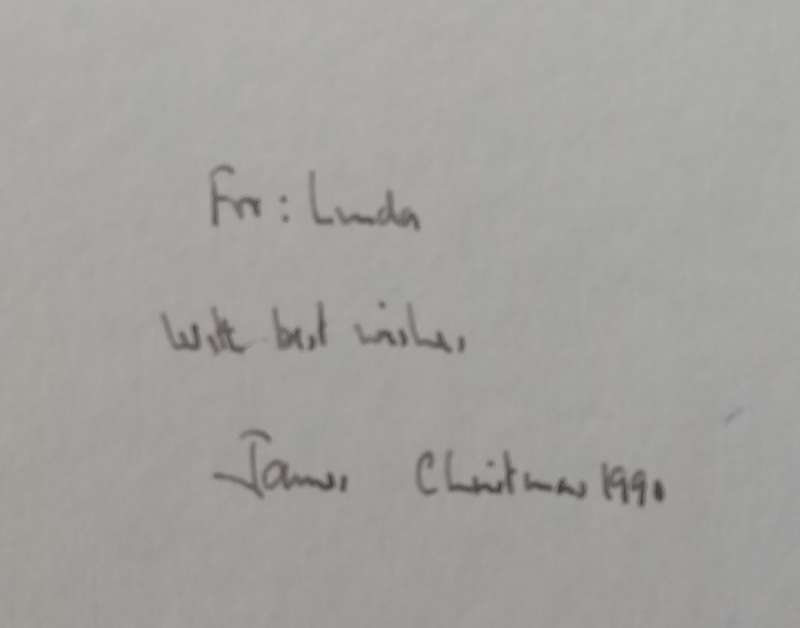 For: Linda
With best wishes,
James Christmas 1990